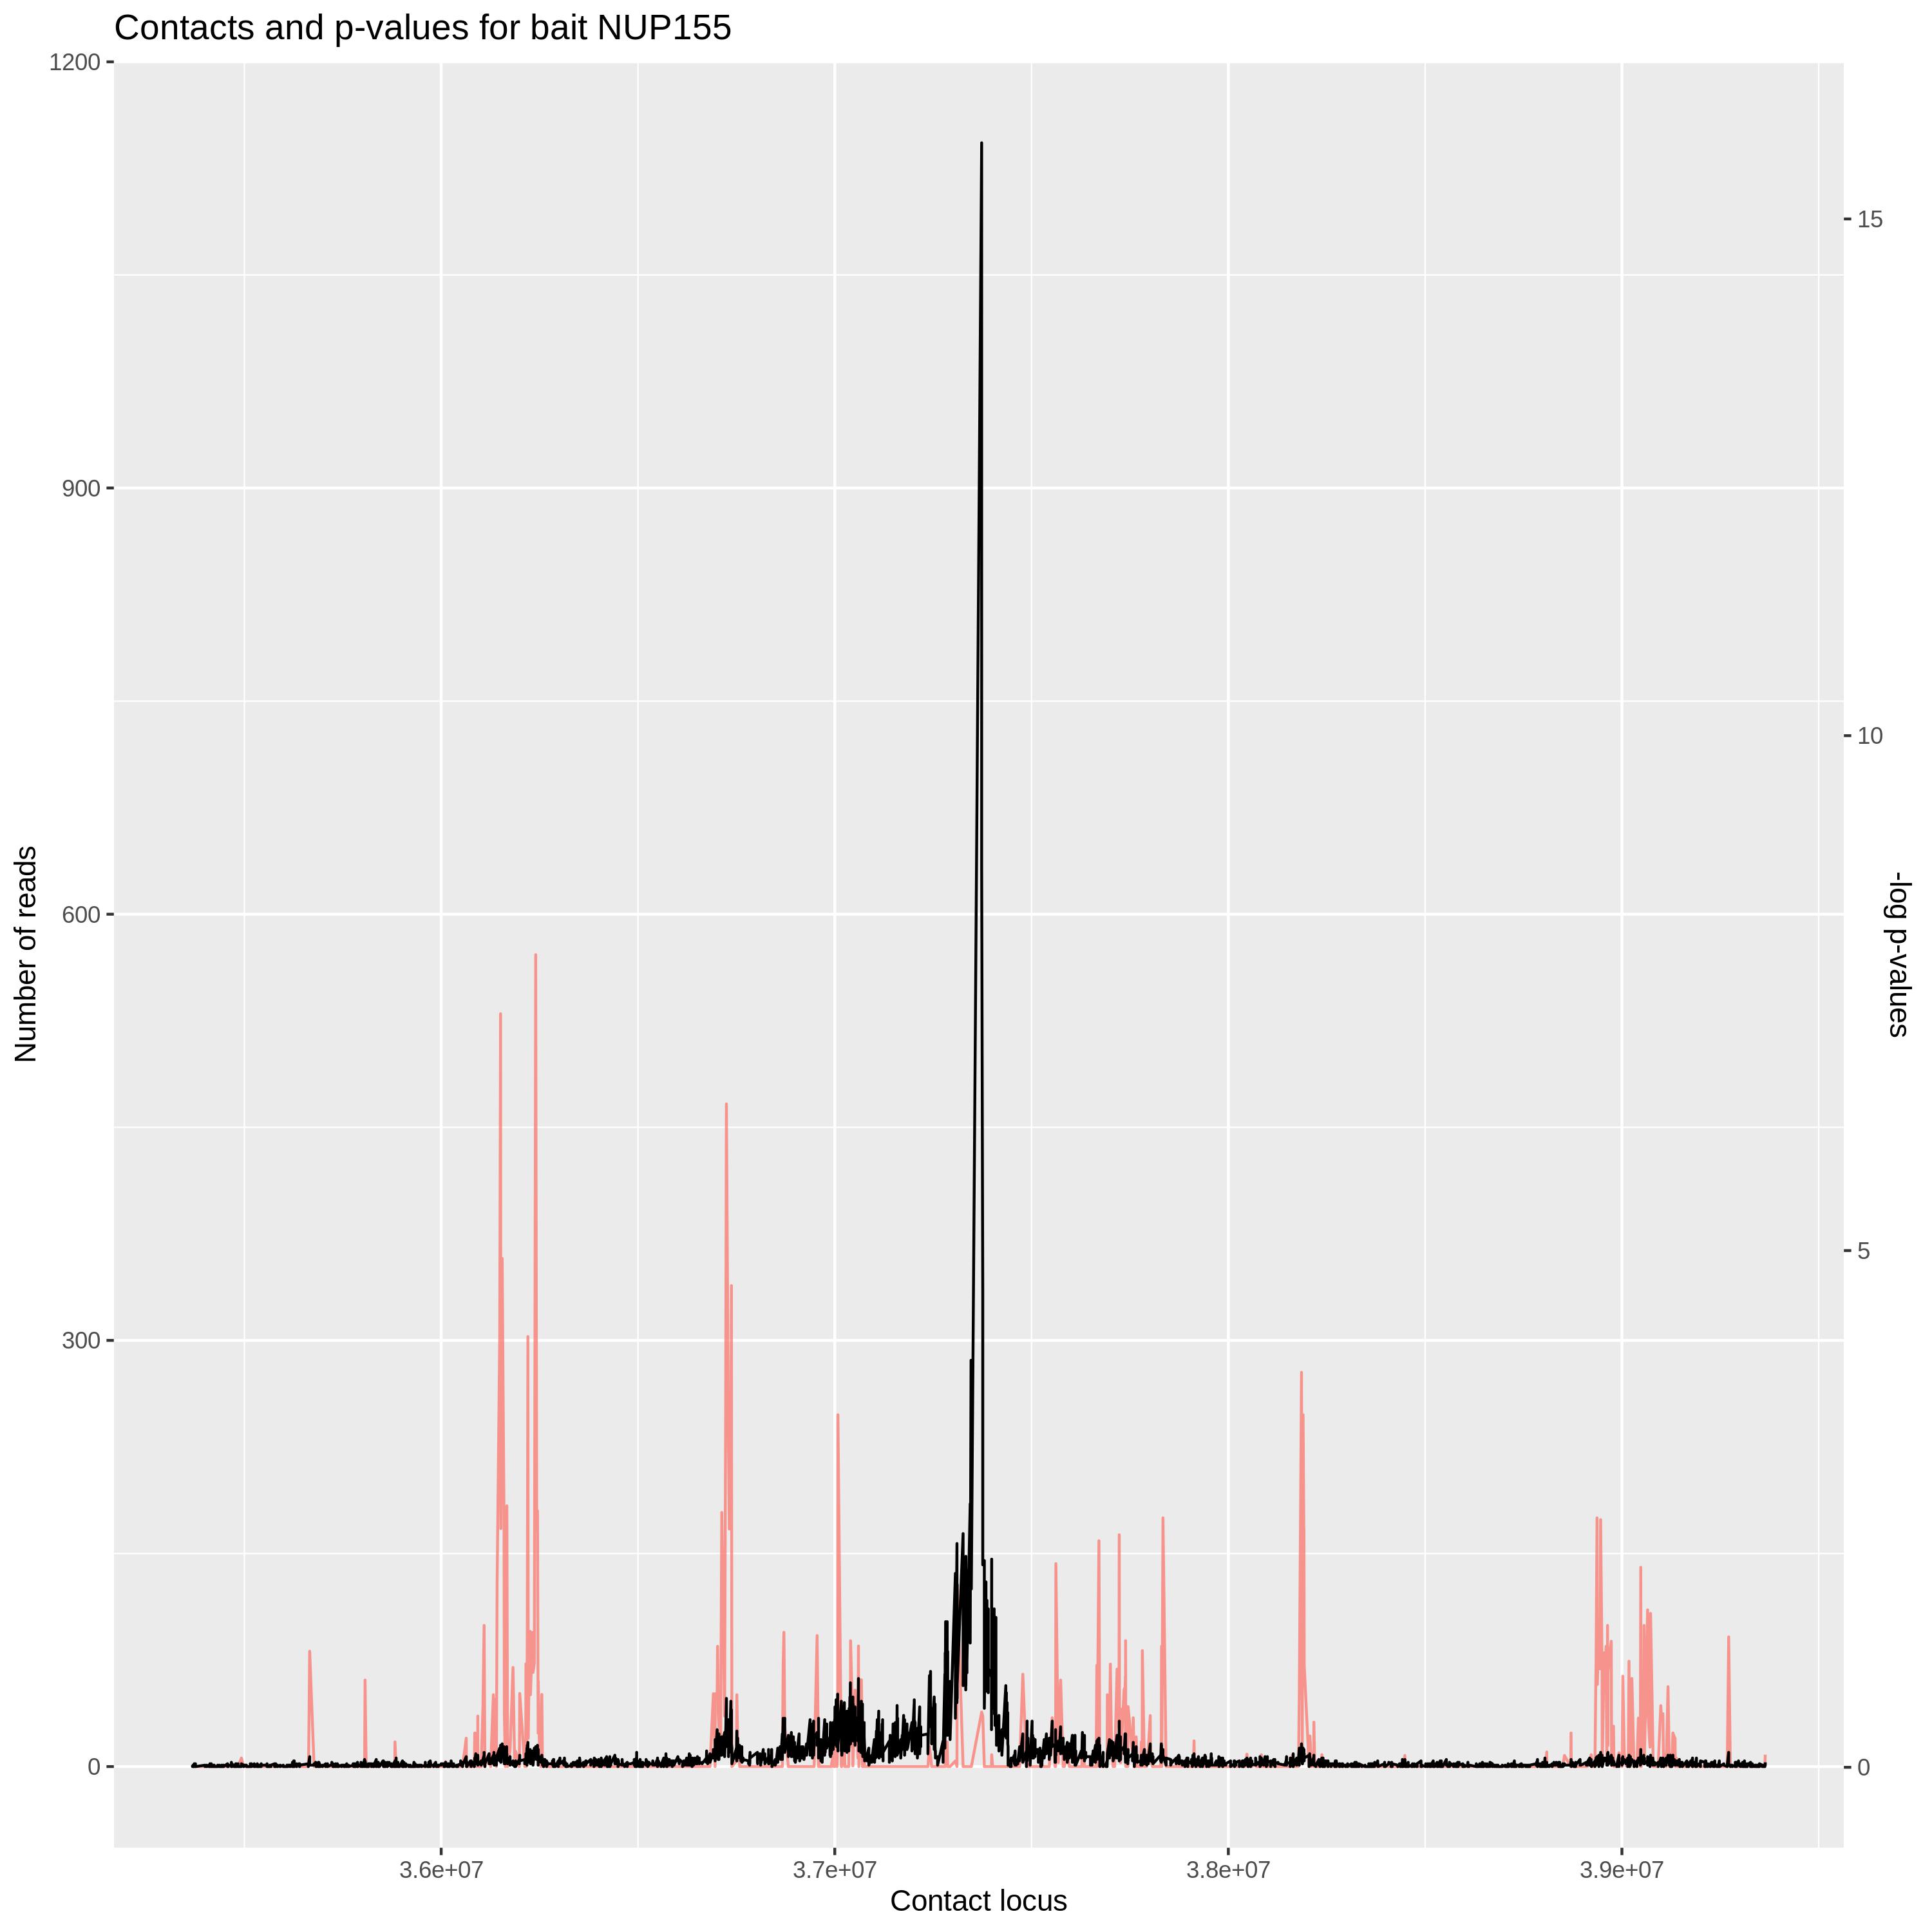 Contacts and p-values for bait NUP155
1200
900
600
300
0
Number of reads
15
10
5
0
-log p-values
3.6e+07 3.7e+07 3.8e+07 3.9e+07
Contact locus